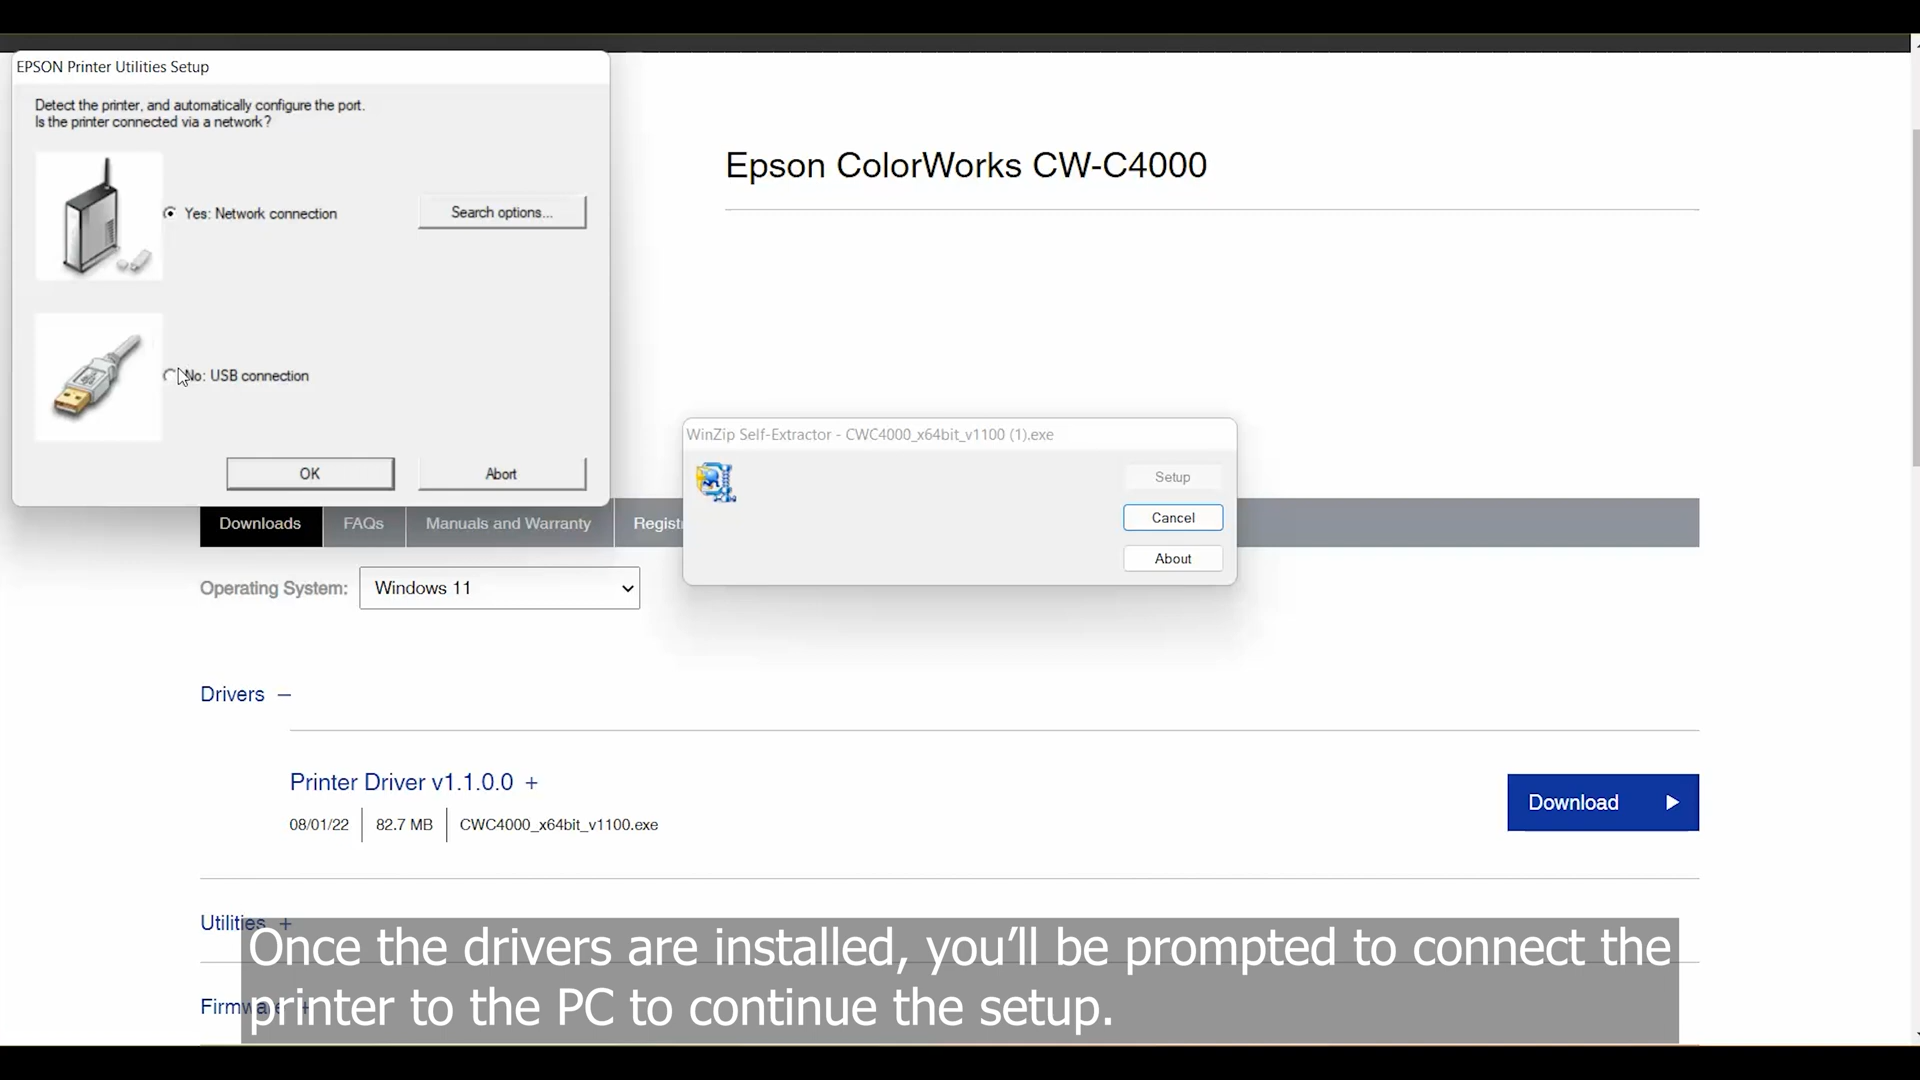 EPSON Printer Utilities Setup
Detect the printer, and automatically configure the port.
Is the printer connected via a network?
Yes: Network connection
Search options...
No: USB connection
OK
Abort
Epson ColorWorks CW-C4000
WinZip Self-Extractor - CWC4000_x64bit_v1100 (1).exe
Setup
Cancel
About
Downloads
FAQs
Manuals and Warranty
Regist
Operating System:
Windows 11
Drivers –
Printer Driver v1.1.0.0 +
08/01/22
82.7 MB
CWC4000_x64bit_v1100.exe
Download
Utilities +
Firmware +
Once the drivers are installed, you’ll be prompted to connect the
printer to the PC to continue the setup.